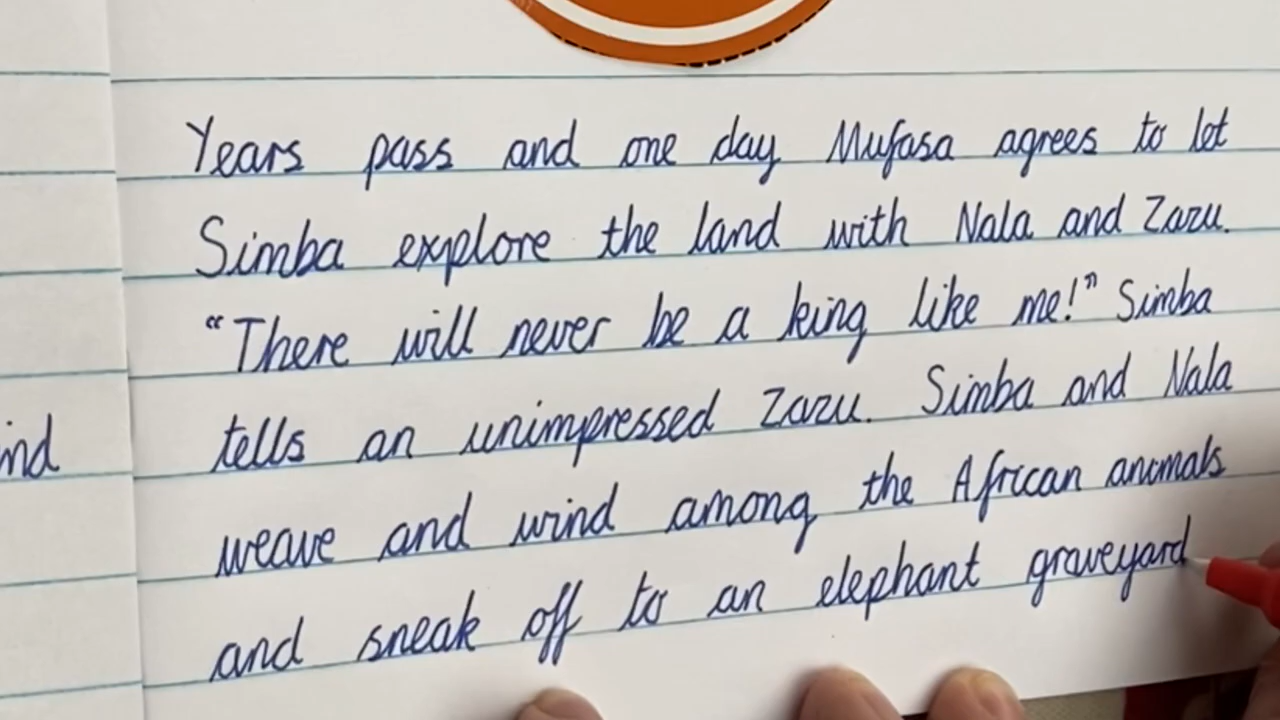 Years pass and one day Mufasa agrees to let
Simba explore the land with Nala and Zazu.
“There will never be a king like me!” Simba
tells an unimpressed Zazu. Simba and Nala
weave and wind among the African animals
and sneak off to an elephant graveyard